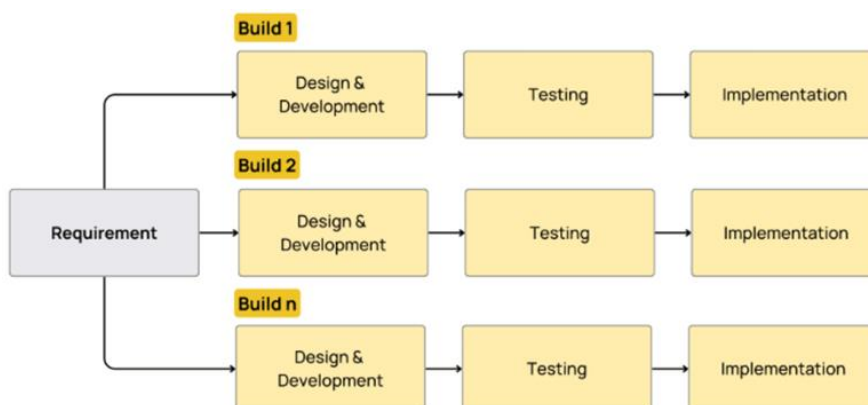 Build 1
Design &
Development
Testing
Implementation
Build 2
Requirement
Design &
Development
Testing
Implementation
Build n
Design &
Development
Testing
Implementation